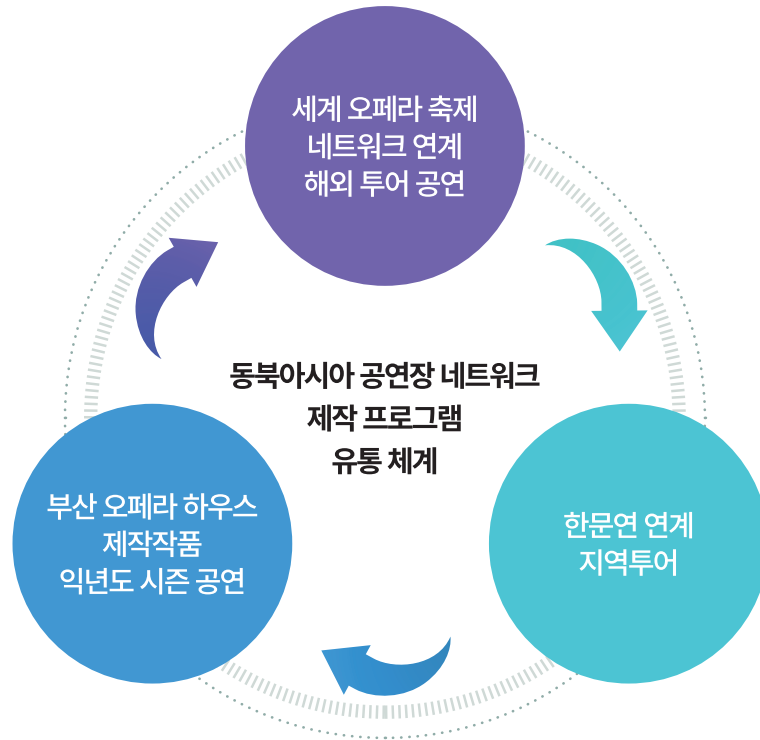 세계 오페라 축제
네트워크 연계
해외 투어 공연
동북아시아 공연장 네트워크
제작 프로그램
유통 체계
부산 오페라 하우스
제작작품
익년도 시즌 공연
한문연 연계
지역투어